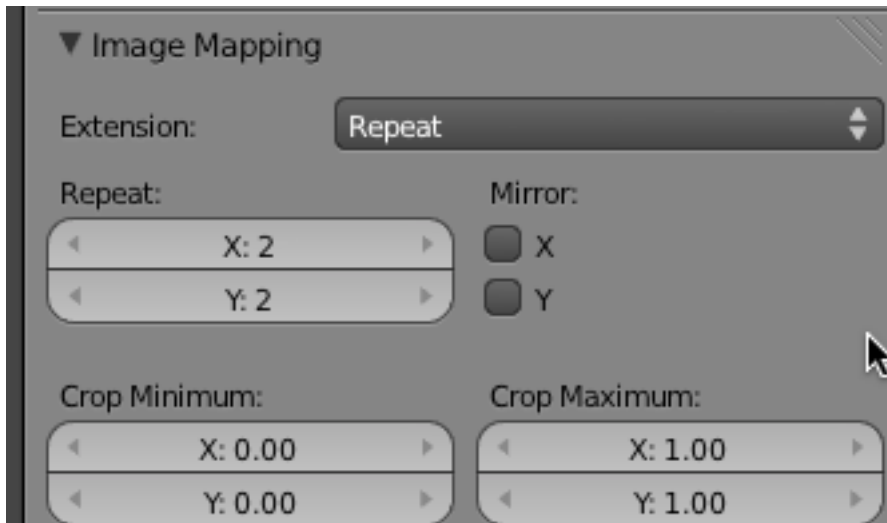 Image Mapping
Extension: Repeat
Repeat: Mirror:
X: 2 X
Y: 2 Y
Crop Minimum: Crop Maximum:
X: 0.00 X: 1.00
Y: 0.00 Y: 1.00